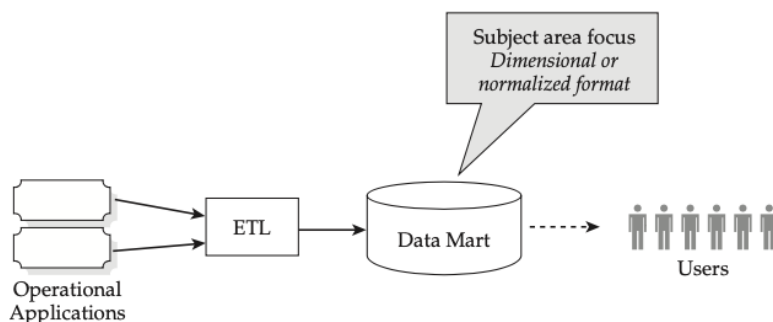 Subject area focus
Dimensional or
normalized format
ETL
Data Mart
Users
Operational
Applications